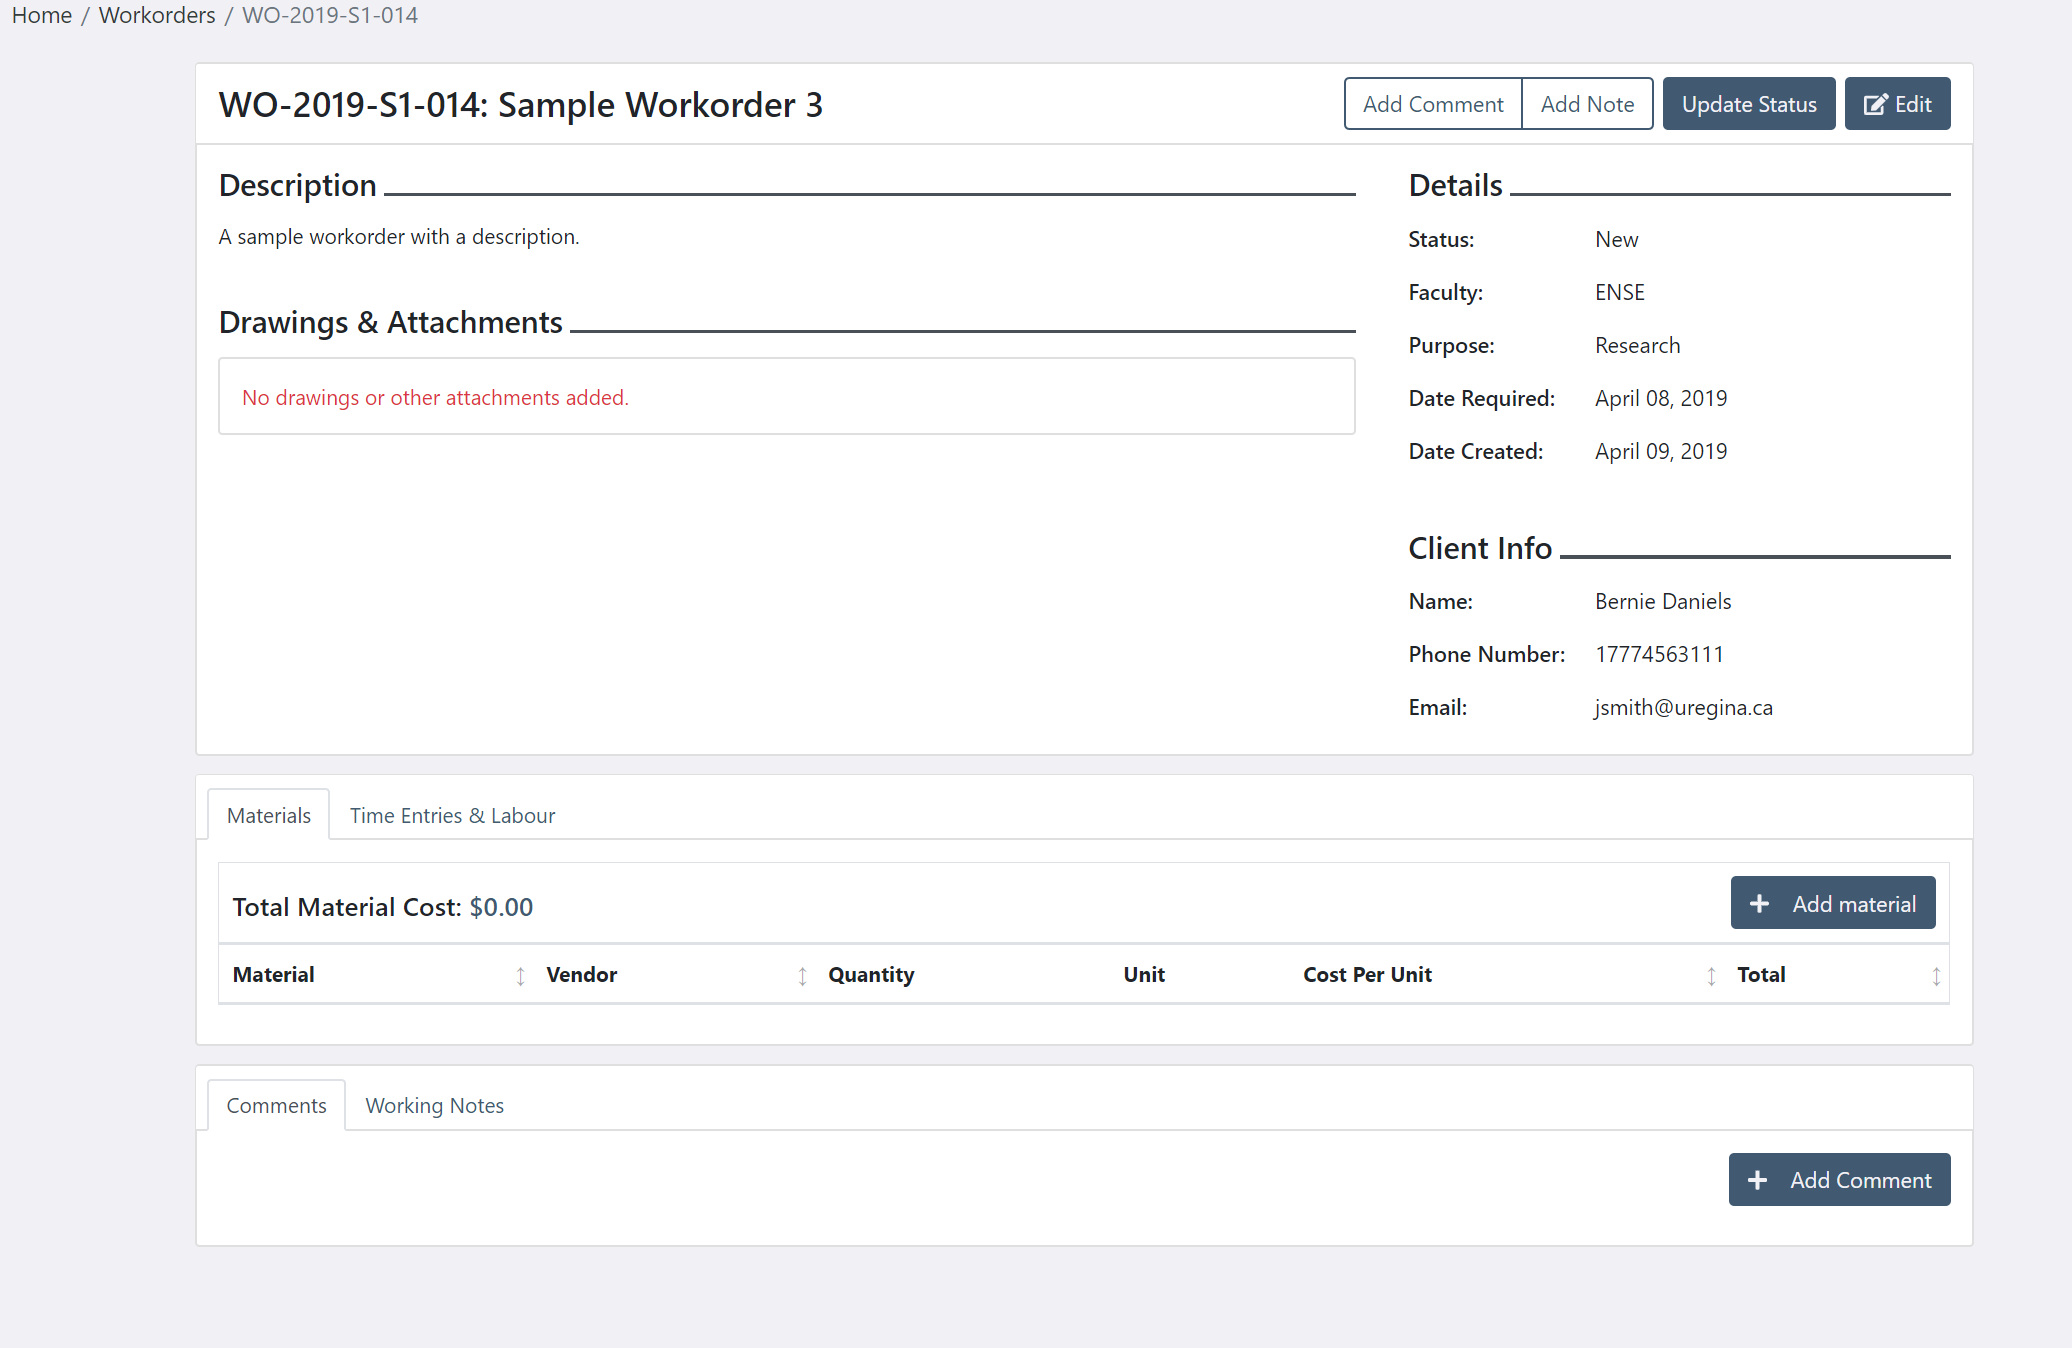 Home / Workorders / WO-2019-S1-014
WO-2019-S1-014: Sample Workorder 3
Add Comment
Add Note
Update Status
Edit
Description
A sample workorder with a description.
Drawings & Attachments
No drawings or other attachments added.
Details
Status: New
Faculty: ENSE
Purpose: Research
Date Required: April 08, 2019
Date Created: April 09, 2019
Client Info
Name: Bernie Daniels
Phone Number: 17774563111
Email: jsmith@uregina.ca
Materials
Time Entries & Labour
Total Material Cost: $0.00
+ Add material
Material Vendor Quantity Unit Cost Per Unit Total
Comments
Working Notes
+ Add Comment